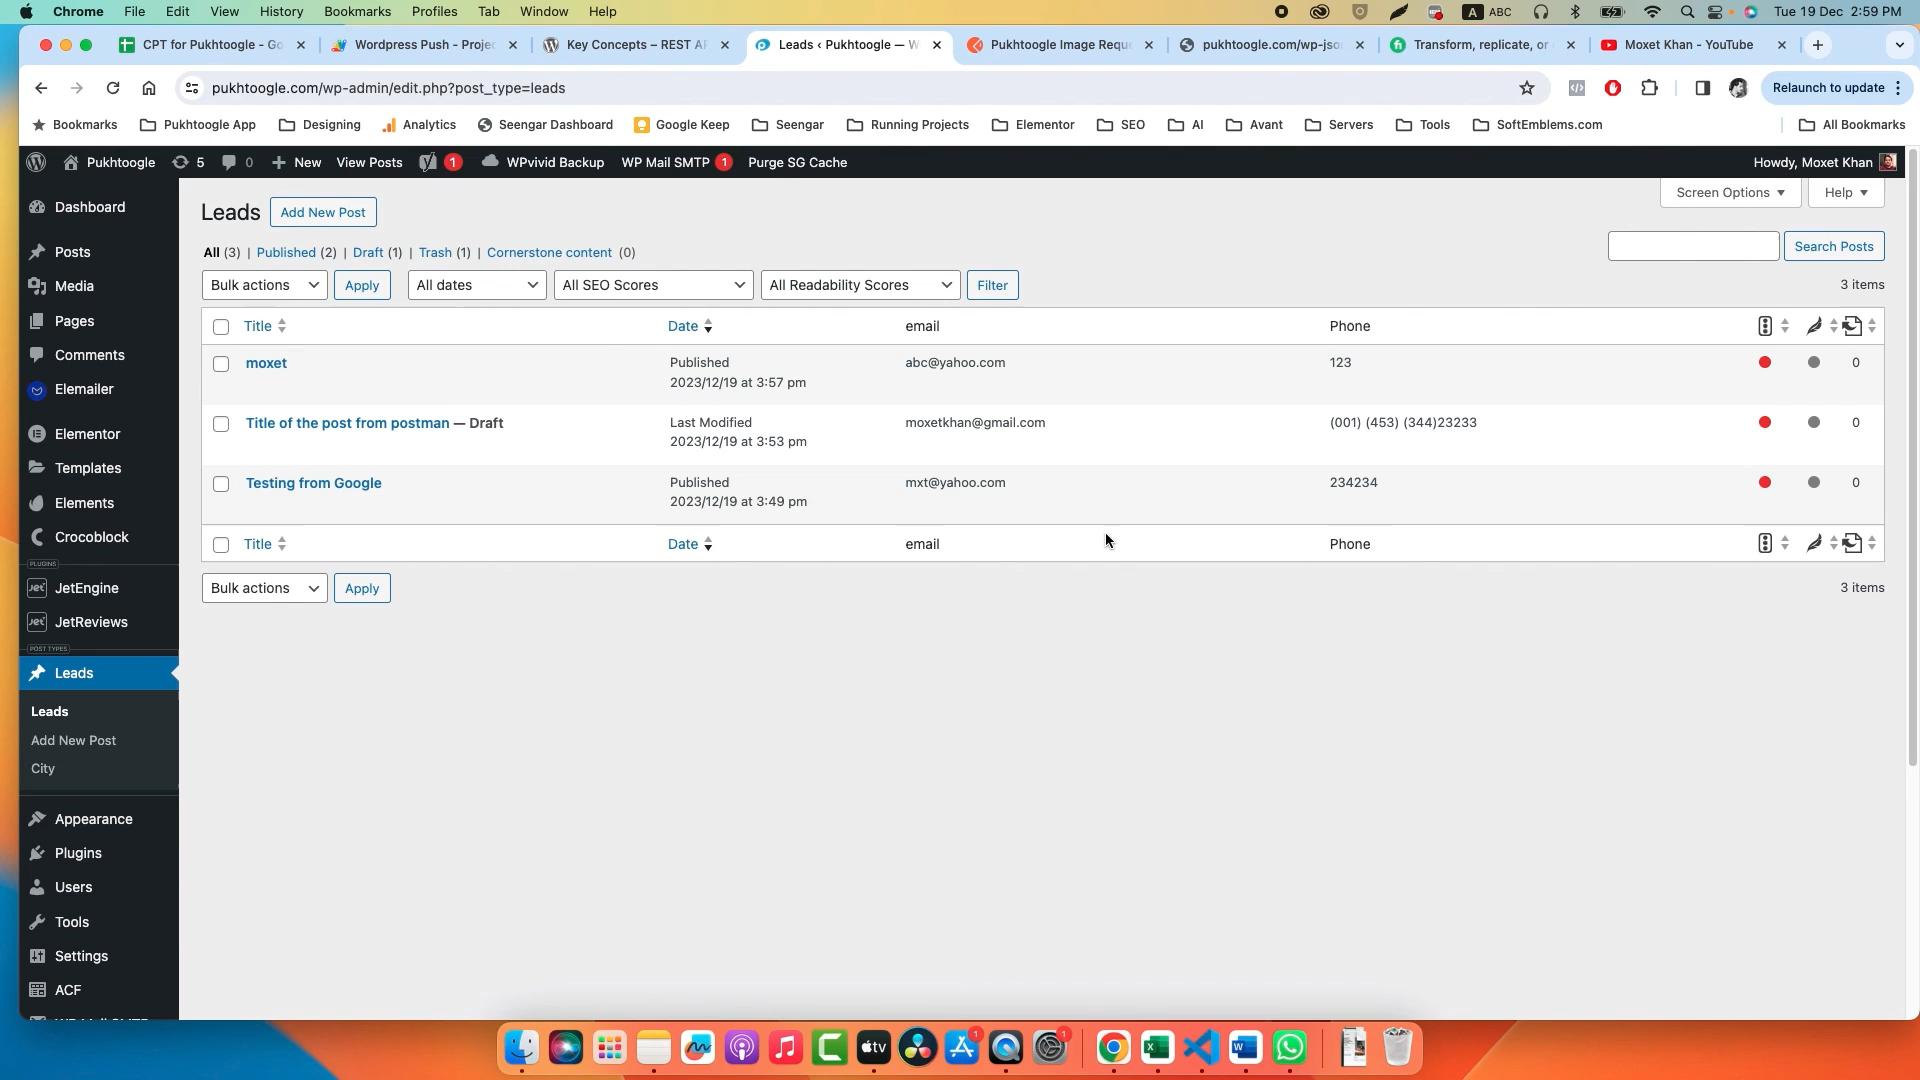 Chrome File Edit View History Bookmarks Profiles Tab Window Help A ABC Tue 19 Dec 2:59 PM
CPT for Pukhtoogle - Go Wordpress Push - Projec Key Concepts – REST AP Leads ‹ Pukhtoogle — W Pukhtoogle Image Requ pukhtoogle.com/wp-jso Transform, replicate, or Moxet Khan - YouTube
pukhtoogle.com/wp-admin/edit.php?post_type=leads Relaunch to update
Bookmarks Pukhtoogle App Designing Analytics Seengar Dashboard Google Keep Seengar Running Projects Elementor SEO AI Avant Servers Tools SoftEmblems.com All Bookmarks
Pukhtoogle 5 0 New View Posts 1 WPvivid Backup WP Mail SMTP 1 Purge SG Cache Howdy, Moxet Khan
Screen Options Help
Dashboard
Posts
Media
Pages
Comments
Elemailer
Elementor
Templates
Elements
Crocoblock
PLUGINS
JetEngine
JetReviews
POST TYPES
Leads
Leads
Add New Post
City
Appearance
Plugins
Users
Tools
Settings
ACF
Leads Add New Post
All (3) | Published (2) | Draft (1) | Trash (1) | Cornerstone content (0)
Search Posts
Bulk actions Apply All dates All SEO Scores All Readability Scores Filter 3 items
Title Date email Phone
moxet Published abc@yahoo.com 123 0
2023/12/19 at 3:57 pm
Title of the post from postman — Draft Last Modified moxetkhan@gmail.com (001) (453) (344)23233 0
2023/12/19 at 3:53 pm
Testing from Google Published mxt@yahoo.com 234234 0
2023/12/19 at 3:49 pm
Title Date email Phone
Bulk actions Apply 3 items
tv 1 1